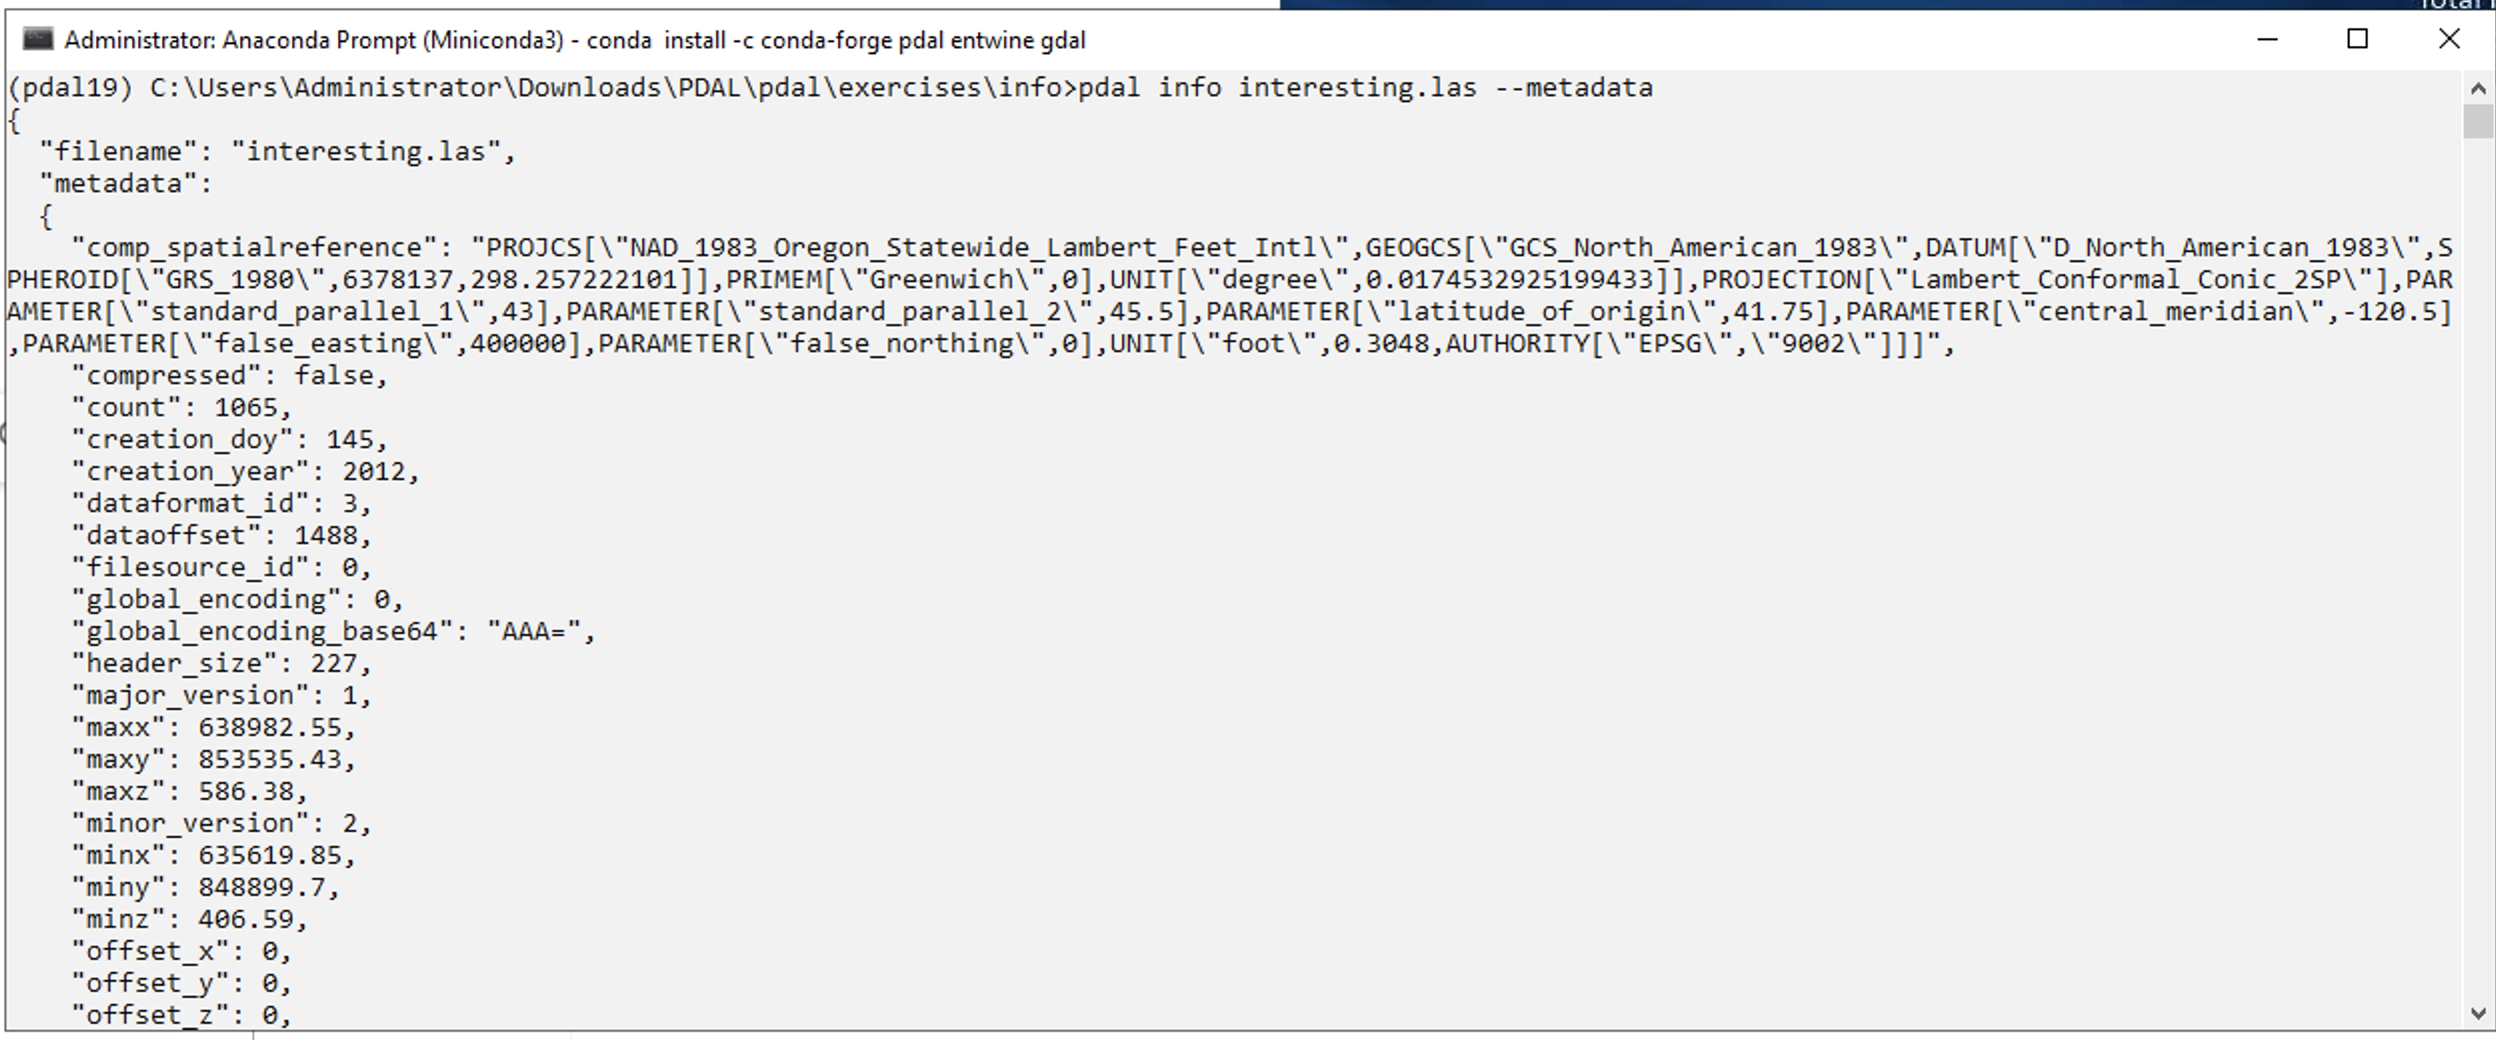 Administrator: Anaconda Prompt (Miniconda3) - conda  install -c conda-forge pdal entwine gdal
(pdal19) C:\Users\Administrator\Downloads\PDAL\pdal\exercises\info>pdal info interesting.las --metadata
{
  "filename": "interesting.las",
  "metadata":
  {
    "comp_spatialreference": "PROJCS[\"NAD_1983_Oregon_Statewide_Lambert_Feet_Intl\",GEOGCS[\"GCS_North_American_1983\",DATUM[\"D_North_American_1983\",S
PHEROID[\"GRS_1980\",6378137,298.257222101]],PRIMEM[\"Greenwich\",0],UNIT[\"degree\",0.0174532925199433]],PROJECTION[\"Lambert_Conformal_Conic_2SP\"],PAR
AMETER[\"standard_parallel_1\",43],PARAMETER[\"standard_parallel_2\",45.5],PARAMETER[\"latitude_of_origin\",41.75],PARAMETER[\"central_meridian\",-120.5]
,PARAMETER[\"false_easting\",400000],PARAMETER[\"false_northing\",0],UNIT[\"foot\",0.3048,AUTHORITY[\"EPSG\",\"9002\"]]]",
    "compressed": false,
    "count": 1065,
    "creation_doy": 145,
    "creation_year": 2012,
    "dataformat_id": 3,
    "dataoffset": 1488,
    "filesource_id": 0,
    "global_encoding": 0,
    "global_encoding_base64": "AAA=",
    "header_size": 227,
    "major_version": 1,
    "maxx": 638982.55,
    "maxy": 853535.43,
    "maxz": 586.38,
    "minor_version": 2,
    "minx": 635619.85,
    "miny": 848899.7,
    "minz": 406.59,
    "offset_x": 0,
    "offset_y": 0,
    "offset_z": 0,